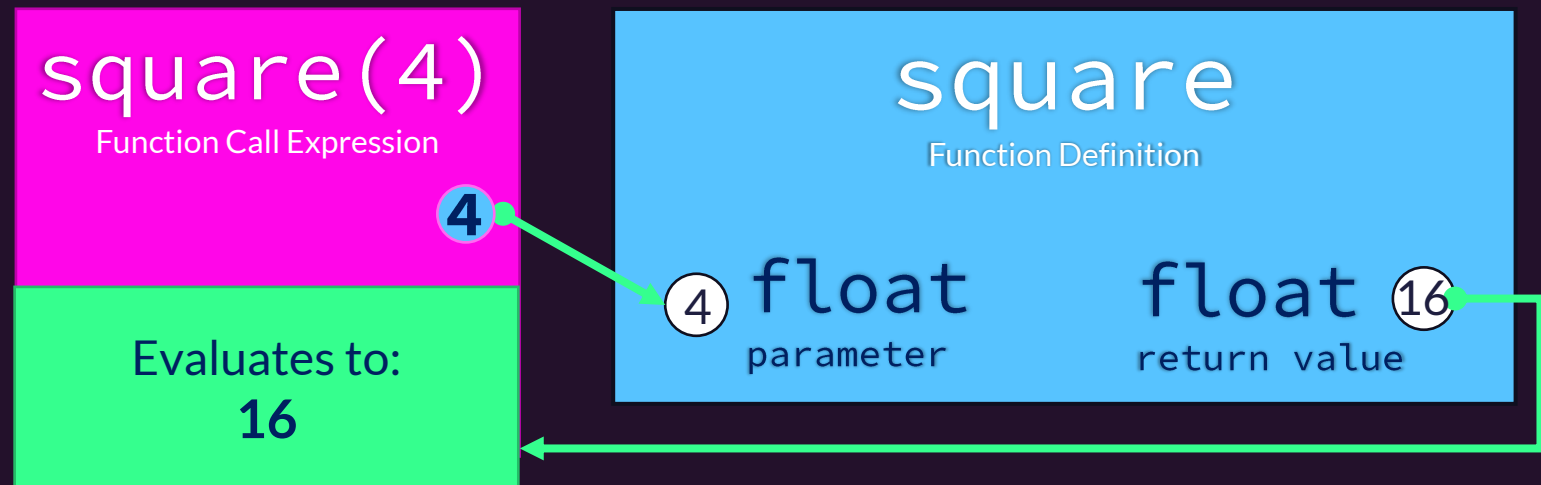 square(4)
Function Call Expression
4
Evaluates to:
16
square
Function Definition
4
float
parameter
float
16
return value